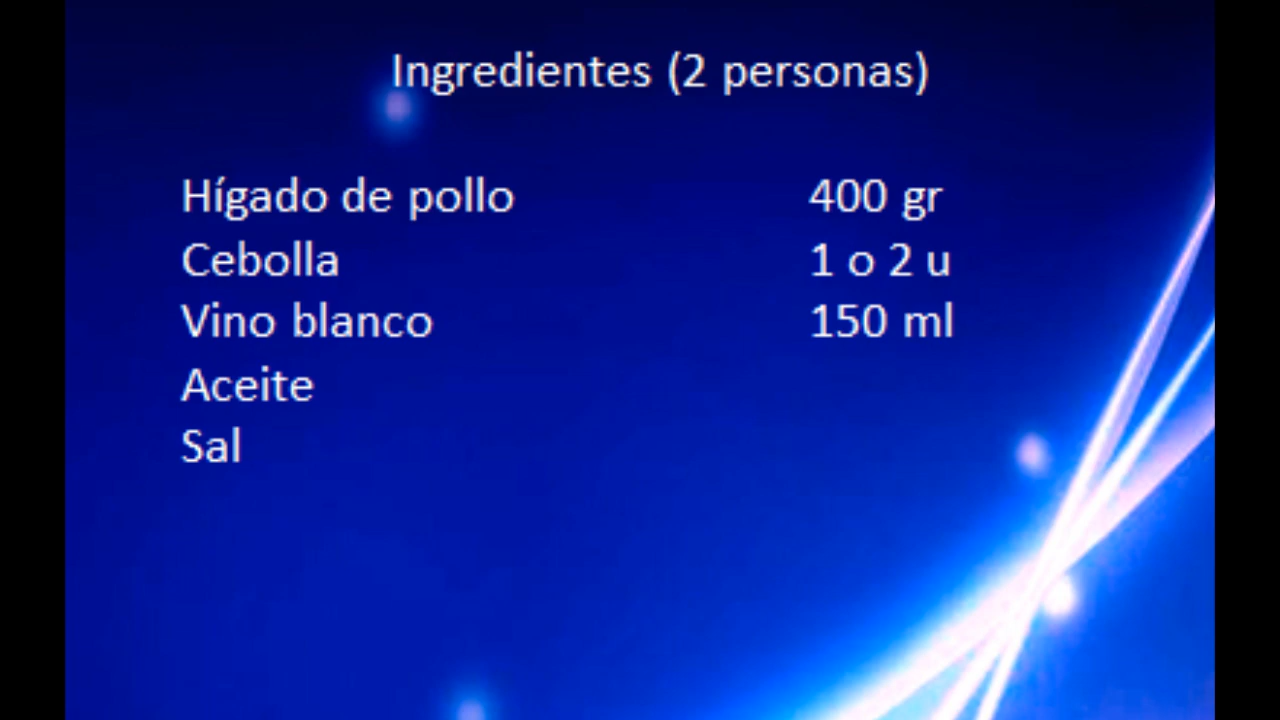 Ingredientes (2 personas)
Hígado de pollo 400 gr
Cebolla 1 o 2 u
Vino blanco 150 ml
Aceite
Sal